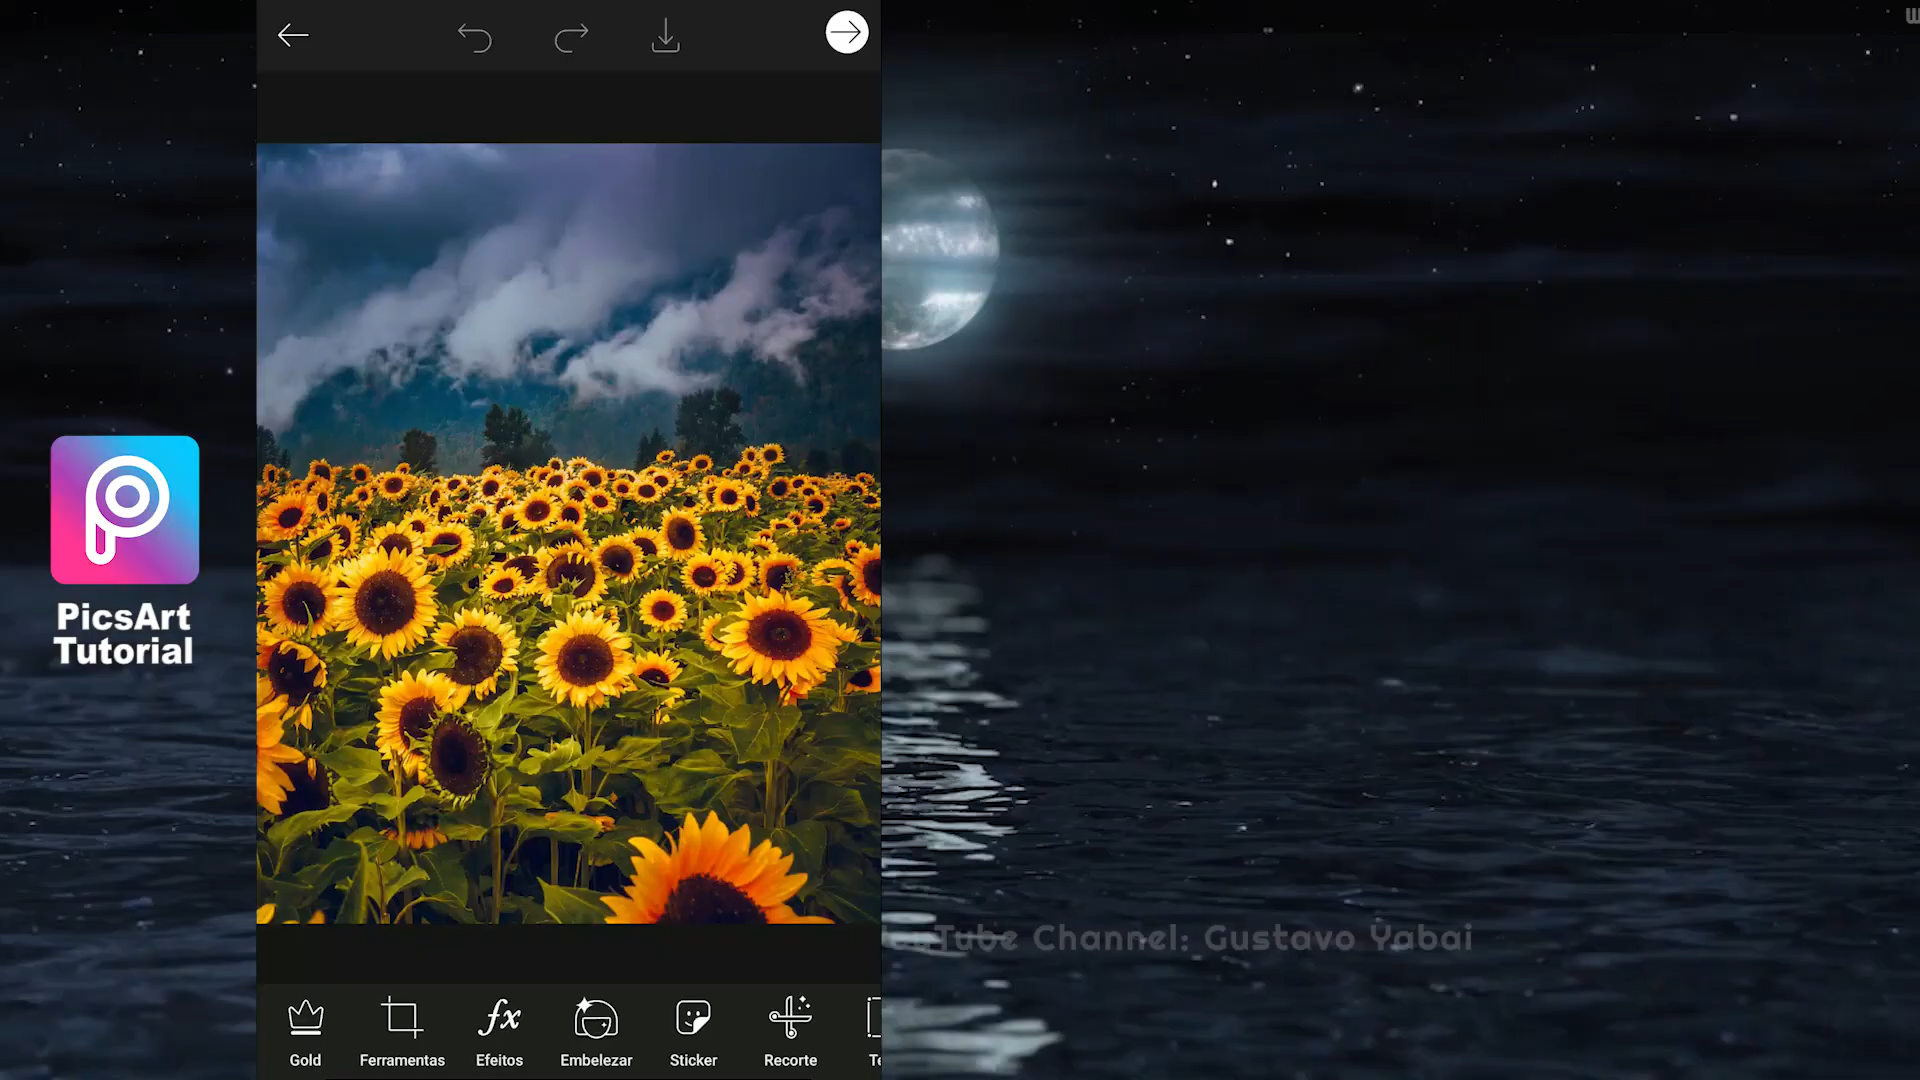 PicsArt
Tutorial
Gold
Ferramentas
Efeitos
Embelezar
Sticker
Recorte
Channel: Gustavo Yabai